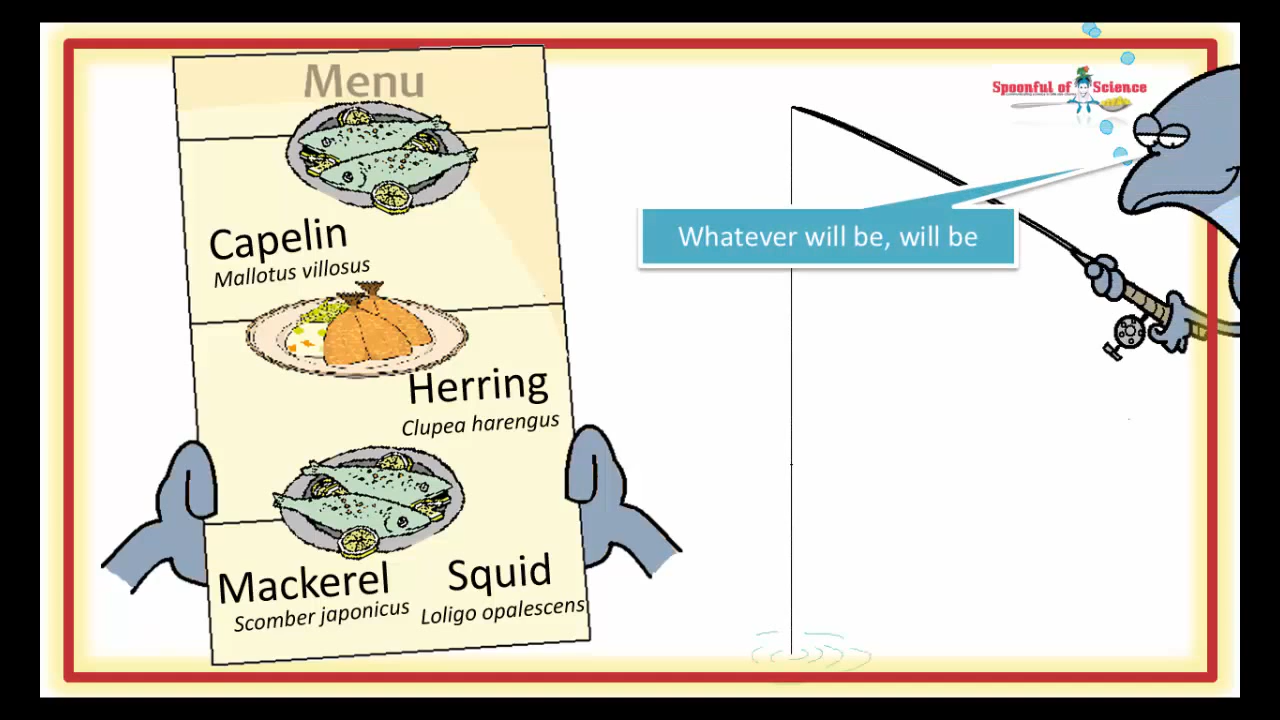 Menu
Capelin
Mallotus villosus
Herring
Clupea harengus
Mackerel
Scomber japonicus
Squid
Loligo opalescens
Spoonful of Science
Whatever will be, will be